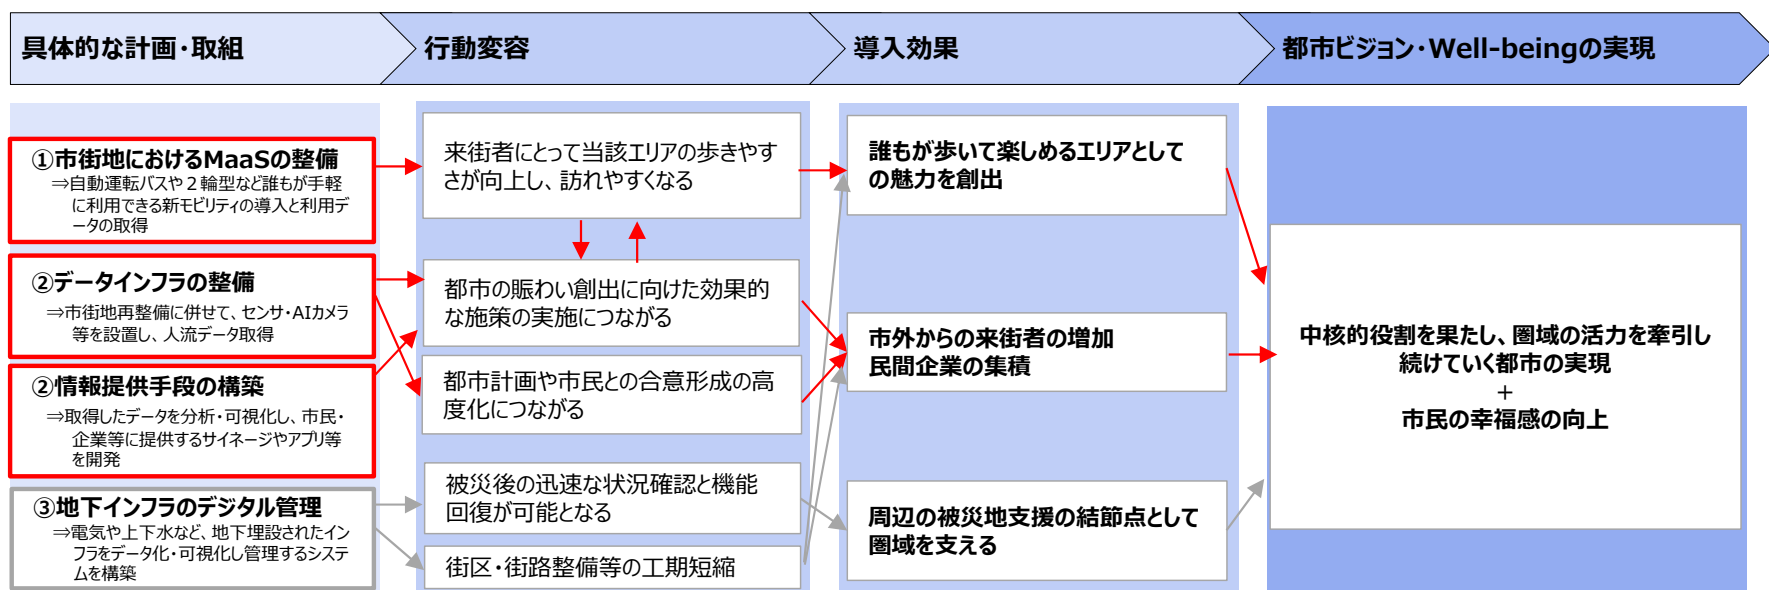 具体的な計画・取組
行動変容
導入効果
都市ビジョン・Well-beingの実現
①市街地におけるMaaSの整備
⇒自動運転バスや２輪型など誰もが手軽
に利用できる新モビリティの導入と利用デ
ータの取得
②データインフラの整備
⇒市街地再整備に併せて、センサ・AIカメラ
等を設置し、人流データ取得
②情報提供手段の構築
⇒取得したデータを分析・可視化し、市民・
企業等に提供するサイネージやアプリ等
を開発
③地下インフラのデジタル管理
⇒電気や上下水など、地下埋設されたイン
フラをデータ化・可視化し管理するシステ
ムを構築
来街者にとって当該エリアの歩きやす
さが向上し、訪れやすくなる
都市の賑わい創出に向けた効果的
な施策の実施につながる
都市計画や市民との合意形成の高
度化につながる
被災後の迅速な状況確認と機能
回復が可能となる
街区・街路整備等の工期短縮
誰もが歩いて楽しめるエリアとして
の魅力を創出
市外からの来街者の増加
民間企業の集積
周辺の被災地支援の結節点として
圏域を支える
中核的役割を果たし、圏域の活力を牽引し
続けていく都市の実現
+
市民の幸福感の向上